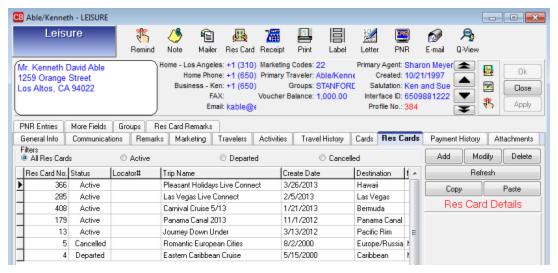 CB Able/Kenneth - LEISURE
Leisure
Remind Note Mailer Res Card Receipt Print Label Letter PNR E-mail Q-View
Mr. Kenneth David Able
1259 Orange Street
Los Altos, CA 94022
Home - Los Angeles: +1 (310)
Home Phone: +1 (650)
Business - Ken: +1 (650)
FAX:
Email: kable@e
Marketing Codes: 22
Primary Traveler: Able/Kenne
Groups: STANFORD
Voucher Balance: 1,000.00
Primary Agent: Sharon Meyer
Created: 10/21/1997
Salutation: Ken and Sue
Interface ID: 6509881222
Profile No.: 384
Ok
Close
Apply
PNR Entries More Fields Groups Res Card Remarks
General Info Communications Remarks Marketing Travelers Activities Travel History Cards Res Cards Payment History Attachments
Filters
All Res Cards Active Departed Cancelled
Add Modify Delete
Refresh
Copy Paste
Res Card Details
Res Card No. Status Locator# Trip Name Create Date Destination
366 Active Pleasant Holidays Live Connect 3/26/2013 Hawaii
285 Active Las Vegas Live Connect 2/5/2013 Las Vegas
408 Active Carnival Cruise 5/13 1/21/2013 Bermuda
179 Active Panama Canal 2013 11/1/2012 Panama Canal
13 Active Journey Down Under 3/13/2012 Pacific Rim
5 Cancelled Romantic European Cities 8/2/2000 Europe/Russia
4 Departed Eastern Caribbean Cruise 5/15/2000 Caribbean